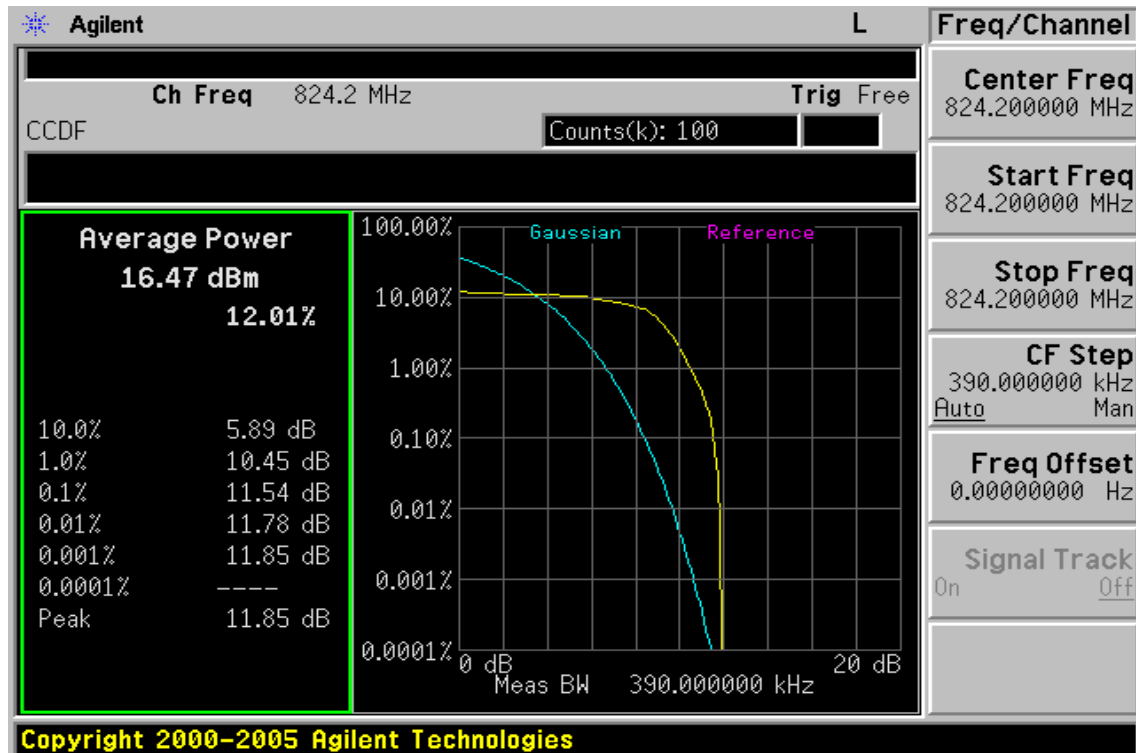 Agilent
L
Freq/Channel
Ch Freq 824.2 MHz
Trig Free
CCDF
Counts(k): 100
Average Power
16.47 dBm
12.01%
10.0% 5.89 dB
1.0% 10.45 dB
0.1% 11.54 dB
0.01% 11.78 dB
0.001% 11.85 dB
0.0001% ----
Peak 11.85 dB
Gaussian
Reference
100.00%
10.00%
1.00%
0.10%
0.01%
0.001%
0.0001%
0 dB
20 dB
Meas BW 390.000000 kHz
Center Freq
824.200000 MHz
Start Freq
824.200000 MHz
Stop Freq
824.200000 MHz
CF Step
390.000000 kHz
Auto Man
Freq Offset
0.00000000 Hz
Signal Track
On Off
Copyright 2000-2005 Agilent Technologies